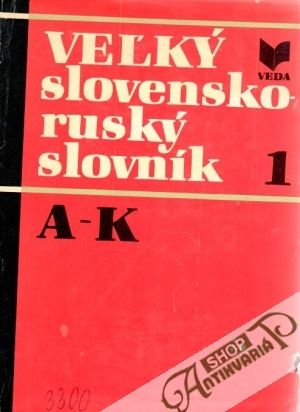 VEĽKÝ
slovensko-
ruský
slovník
VEDA
1
A-K
SHOP
ANTIKVARIÁT
3300